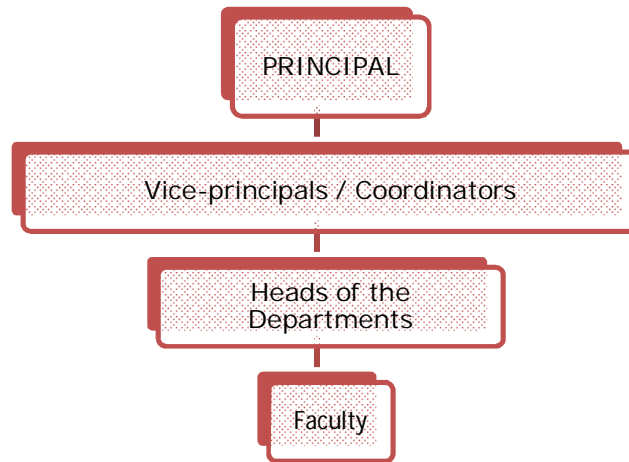 PRINCIPAL
Vice-principals / Coordinators
Heads of the
Departments
Faculty